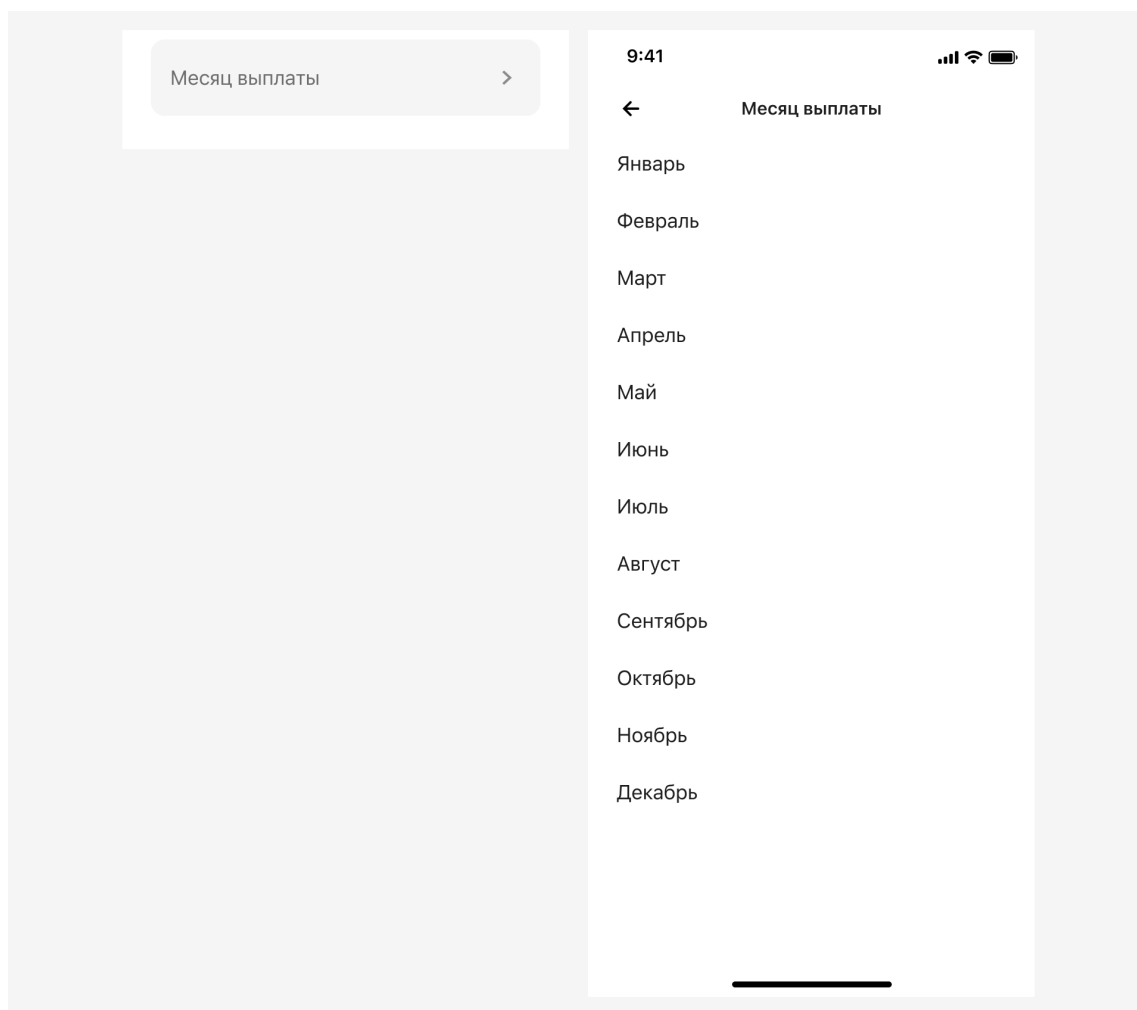 Месяц выплаты
9:41
Месяц выплаты
Январь
Февраль
Март
Апрель
Май
Июнь
Июль
Август
Сентябрь
Октябрь
Ноябрь
Декабрь